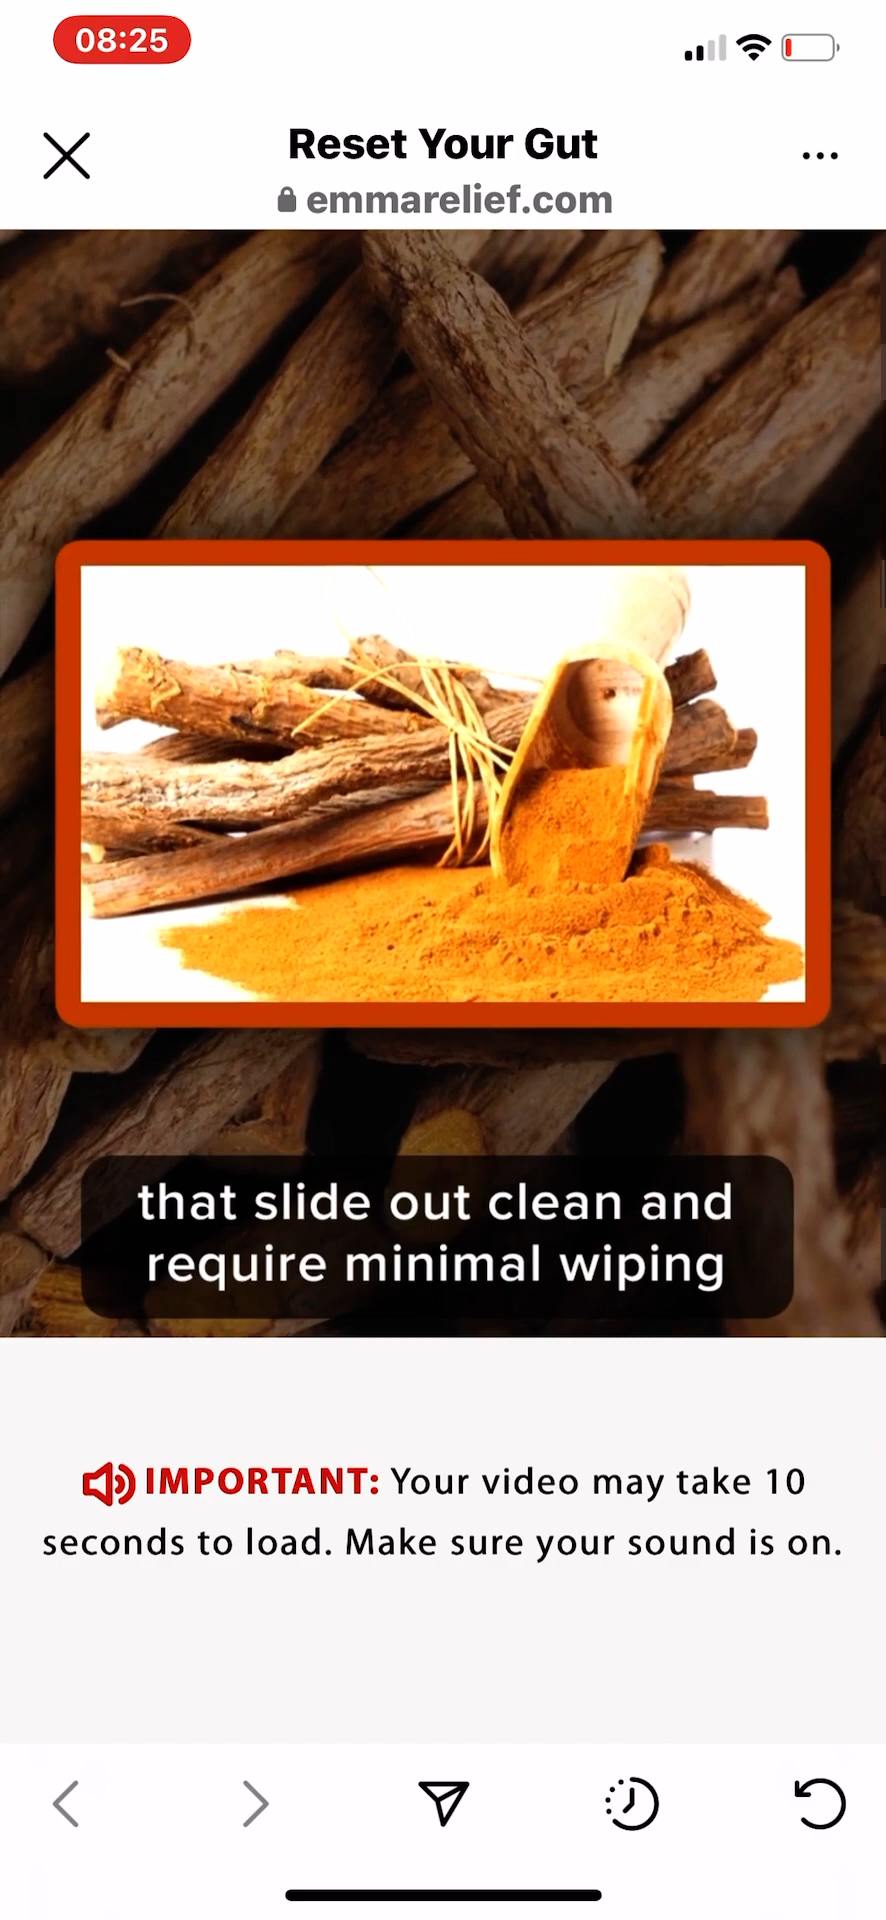 08:25
Reset Your Gut
emmarelief.com
that slide out clean and
require minimal wiping
IMPORTANT: Your video may take 10
seconds to load. Make sure your sound is on.